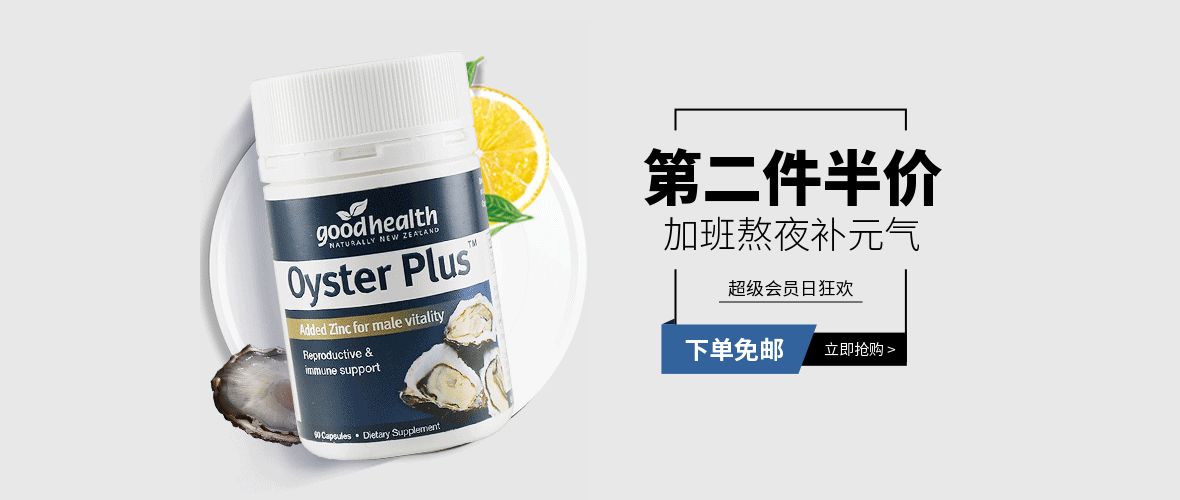 goodhealth
NATURALLY NEW ZEALAND
Oyster Plus™
Added Zinc for male vitality
Reproductive &
immune support
60 Capsules • Dietary Supplement
第二件半价
加班熬夜补元气
超级会员日狂欢
下单免邮
立即抢购 >